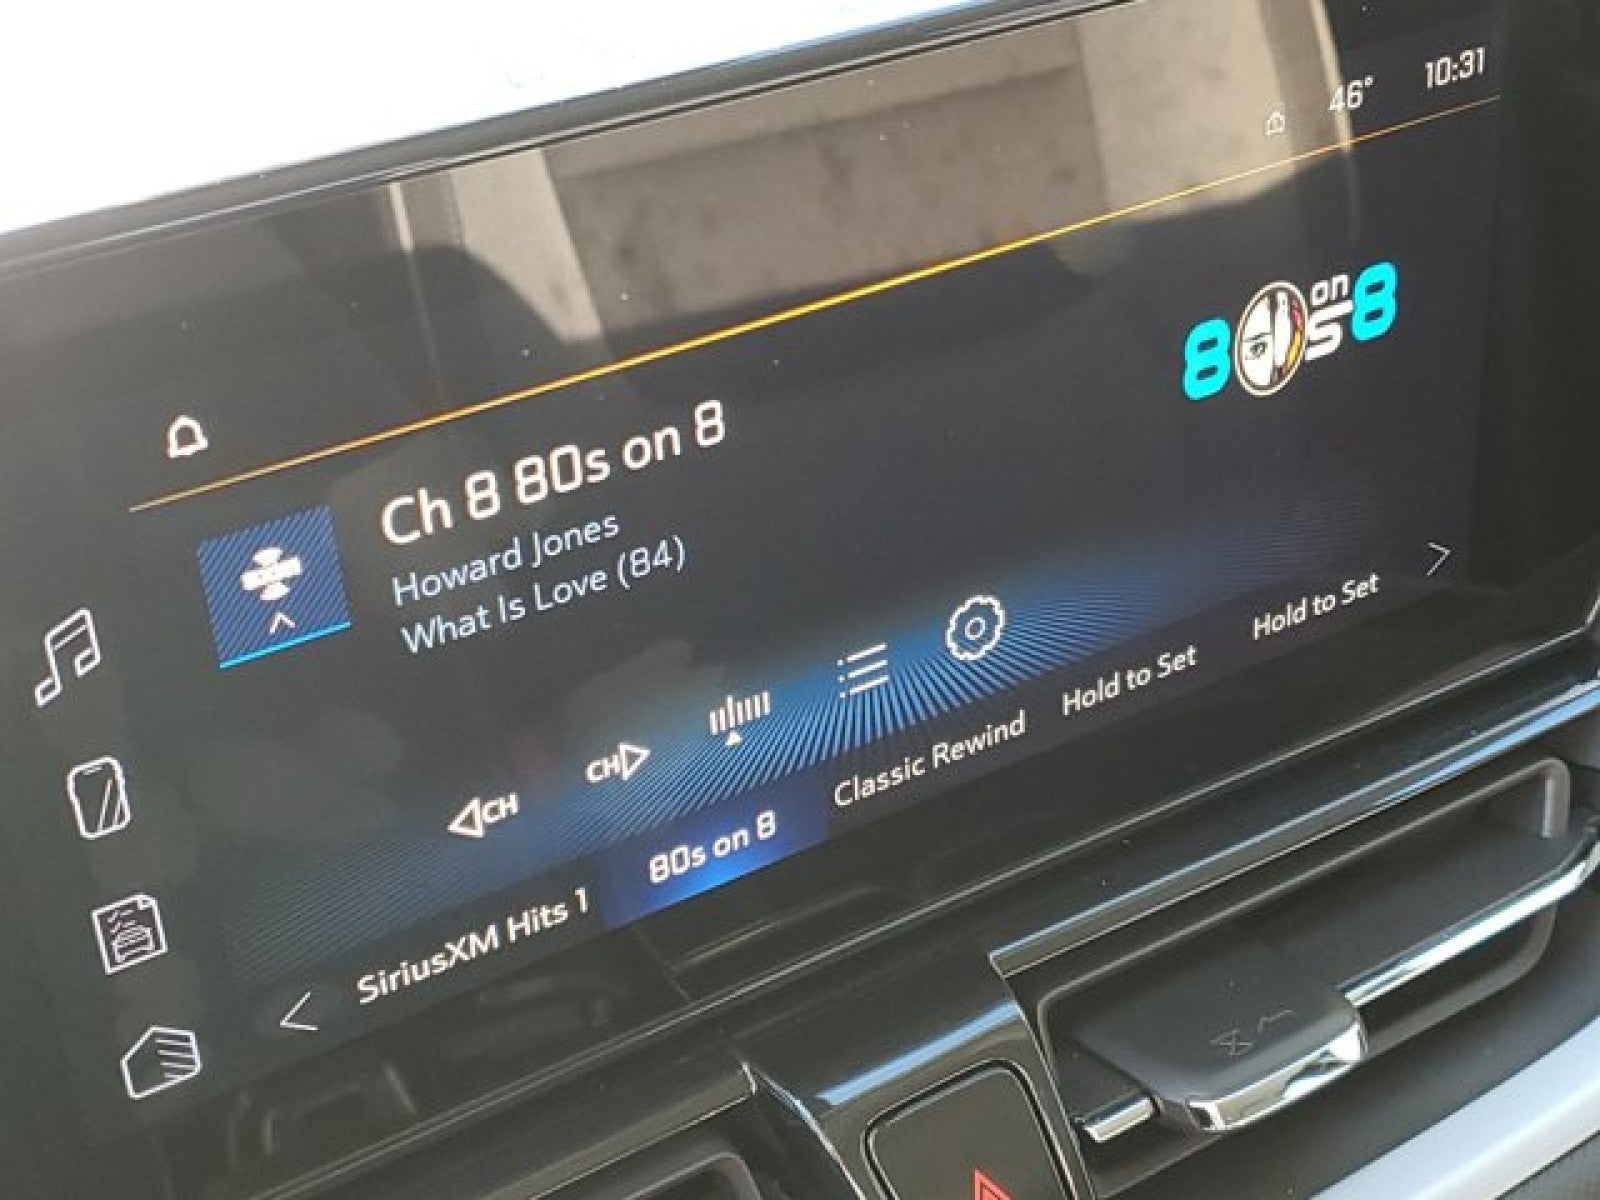 46° 10:31
80s on 8
Ch 8 80s on 8
Howard Jones
What Is Love (84)
CH CH
SiriusXM Hits 1 80s on 8 Classic Rewind Hold to Set Hold to Set